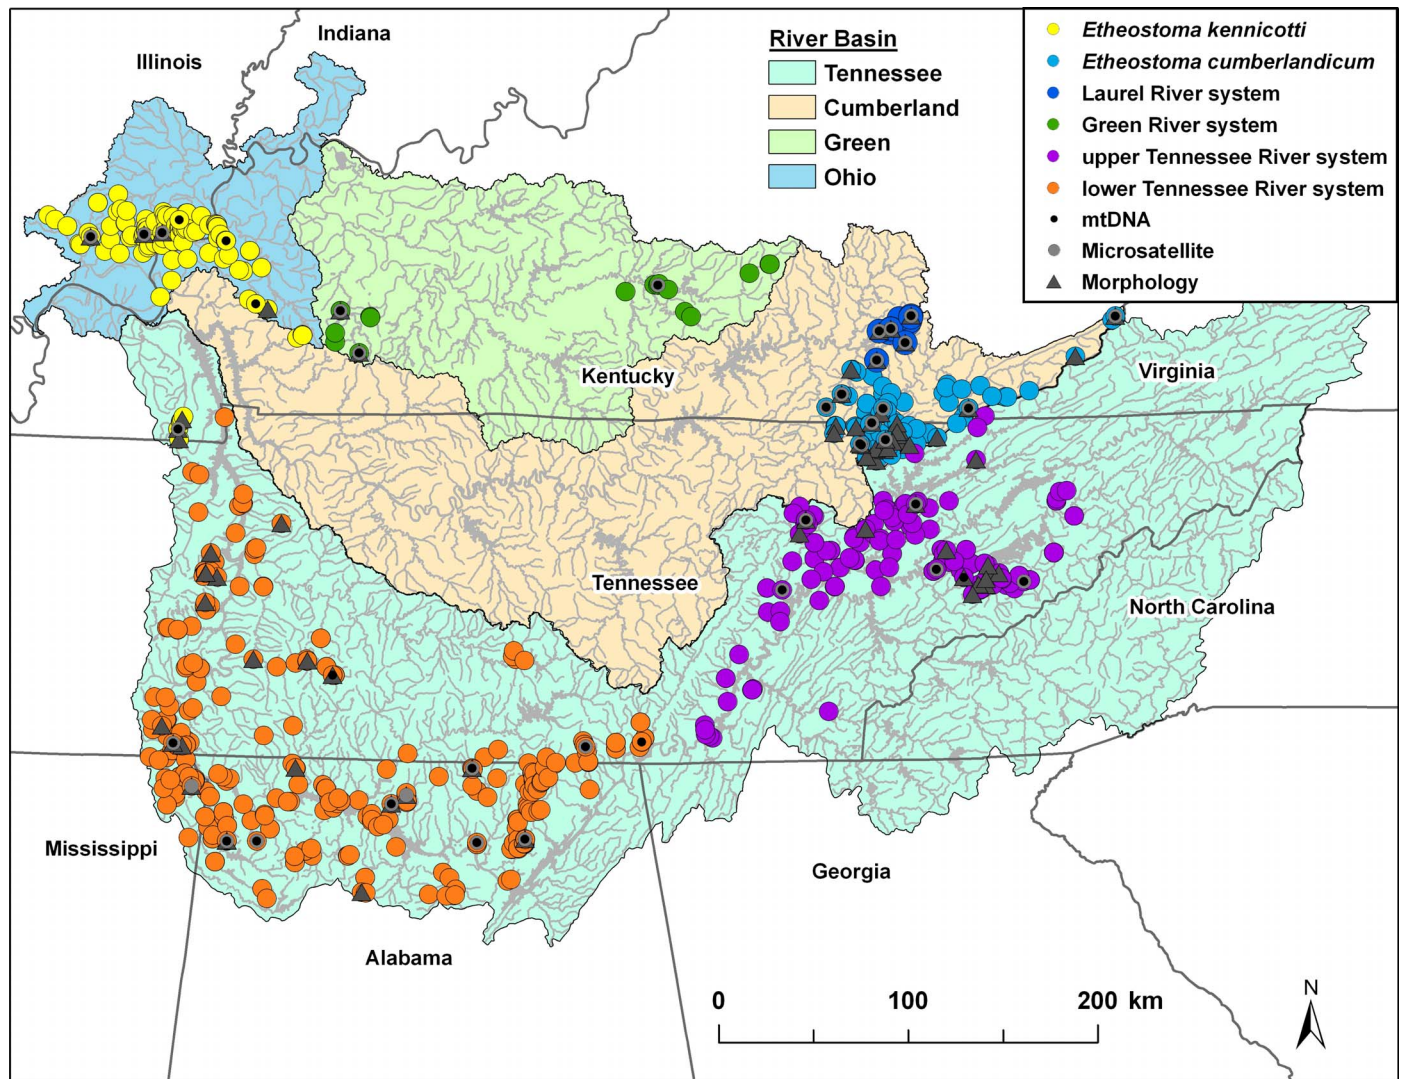 Indiana
Illinois
River Basin
Tennessee
Cumberland
Green
Ohio
Etheostoma kennicotti
Etheostoma cumberlandicum
Laurel River system
Green River system
upper Tennessee River system
lower Tennessee River system
mtDNA
Microsatellite
Morphology
Kentucky
Virginia
Tennessee
North Carolina
Mississippi
Georgia
Alabama
0 100 200 km
N